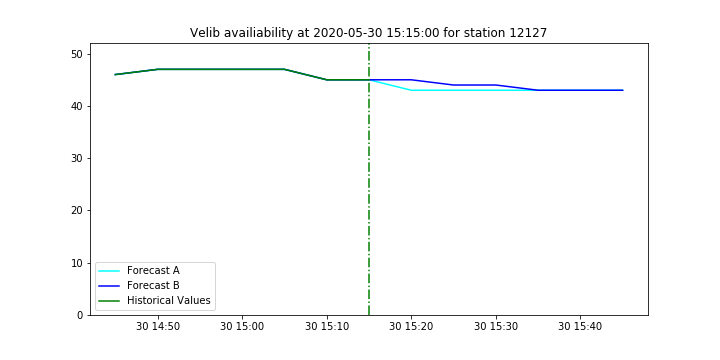 Velib availiability at 2020-05-30 15:15:00 for station 12127
50
40
30
20
10
0
Forecast A
Forecast B
Historical Values
30 14:50 30 15:00 30 15:10 30 15:20 30 15:30 30 15:40